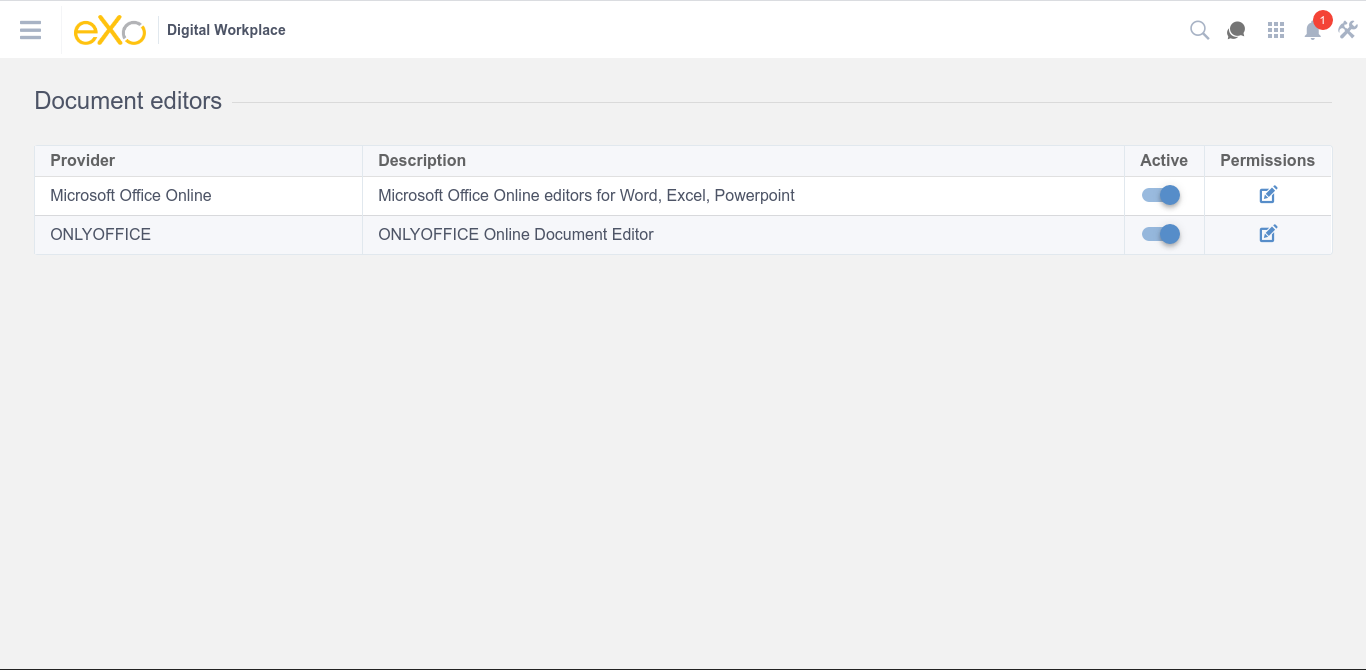 eXo Digital Workplace 1
Document editors
Provider Description Active Permissions
Microsoft Office Online Microsoft Office Online editors for Word, Excel, Powerpoint
ONLYOFFICE ONLYOFFICE Online Document Editor